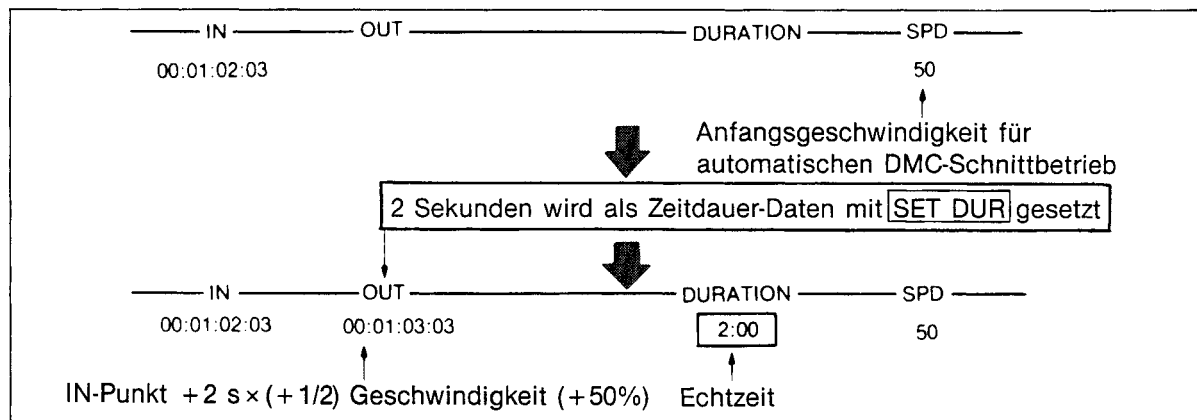 IN OUT DURATION SPD
00:01:02:03 50
Anfangsgeschwindigkeit für
automatischen DMC-Schnittbetrieb
2 Sekunden wird als Zeitdauer-Daten mit SET DUR gesetzt
IN OUT DURATION SPD
00:01:02:03 00:01:03:03 2:00 50
IN-Punkt +2 s×(+1/2) Geschwindigkeit (+50%) Echtzeit